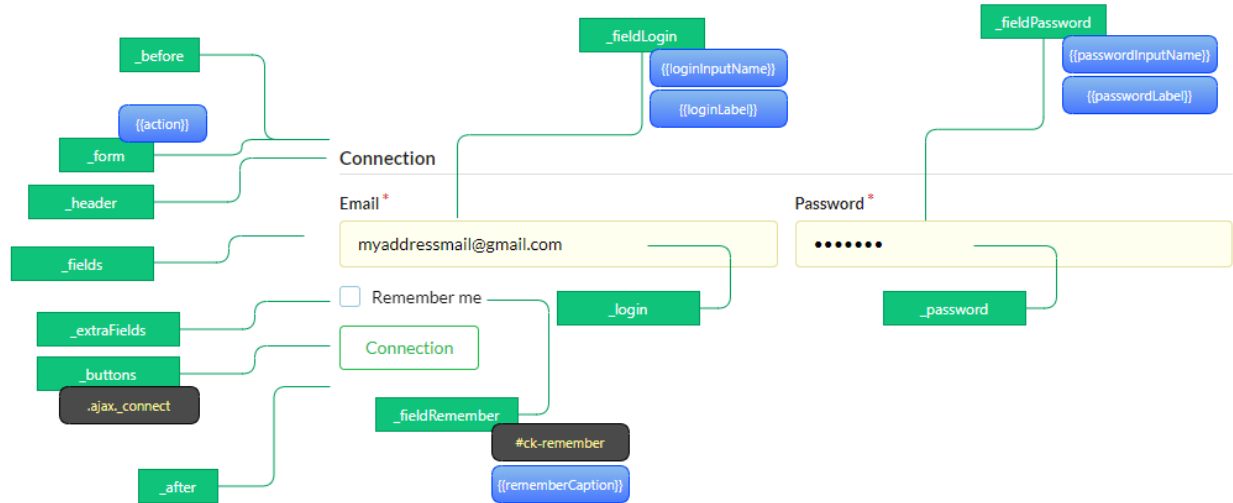 _fieldLogin
_fieldPassword
_before
{{loginInputName}}
{{passwordInputName}}
{{loginLabel}}
{{passwordLabel}}
{{action}}
_form
Connection
_header
Email *
Password *
myaddressmail@gmail.com
•••••••
_fields
Remember me
_login
_password
_extraFields
Connection
_buttons
.ajax._connect
_fieldRemember
#ck-remember
{{rememberCaption}}
_after